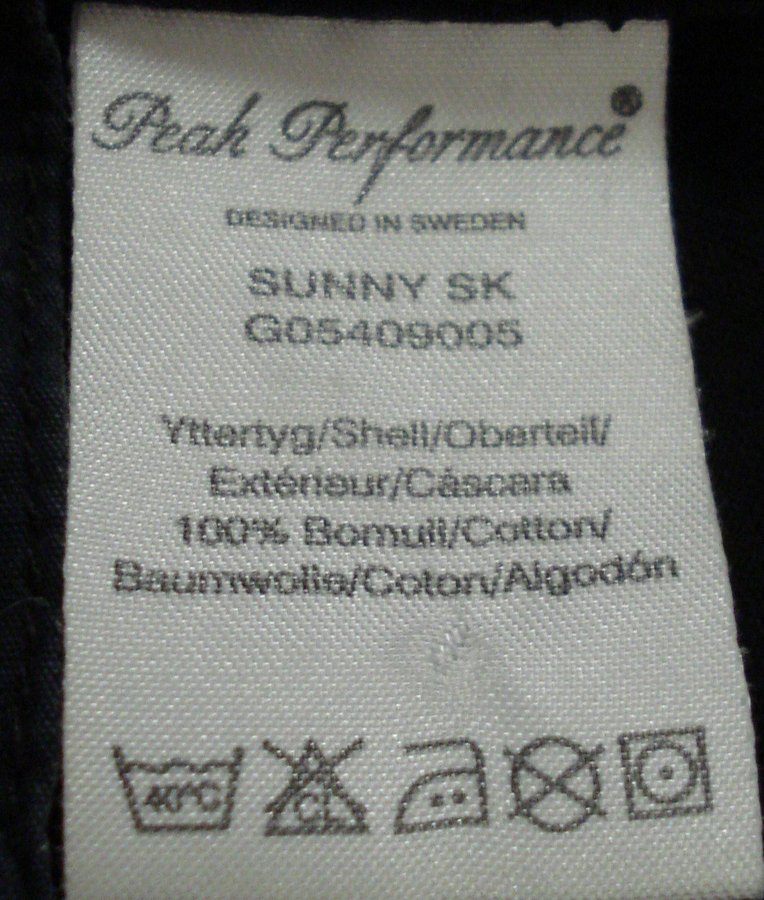 Peak Performance®
DESIGNED IN SWEDEN
SUNNY SK
G05409005
Yttertyg/Shell/Oberteil/
Extérieur/Cáscara
100% Bomull/Cotton/
Baumwolle/Coton/Algodón
40°C CL